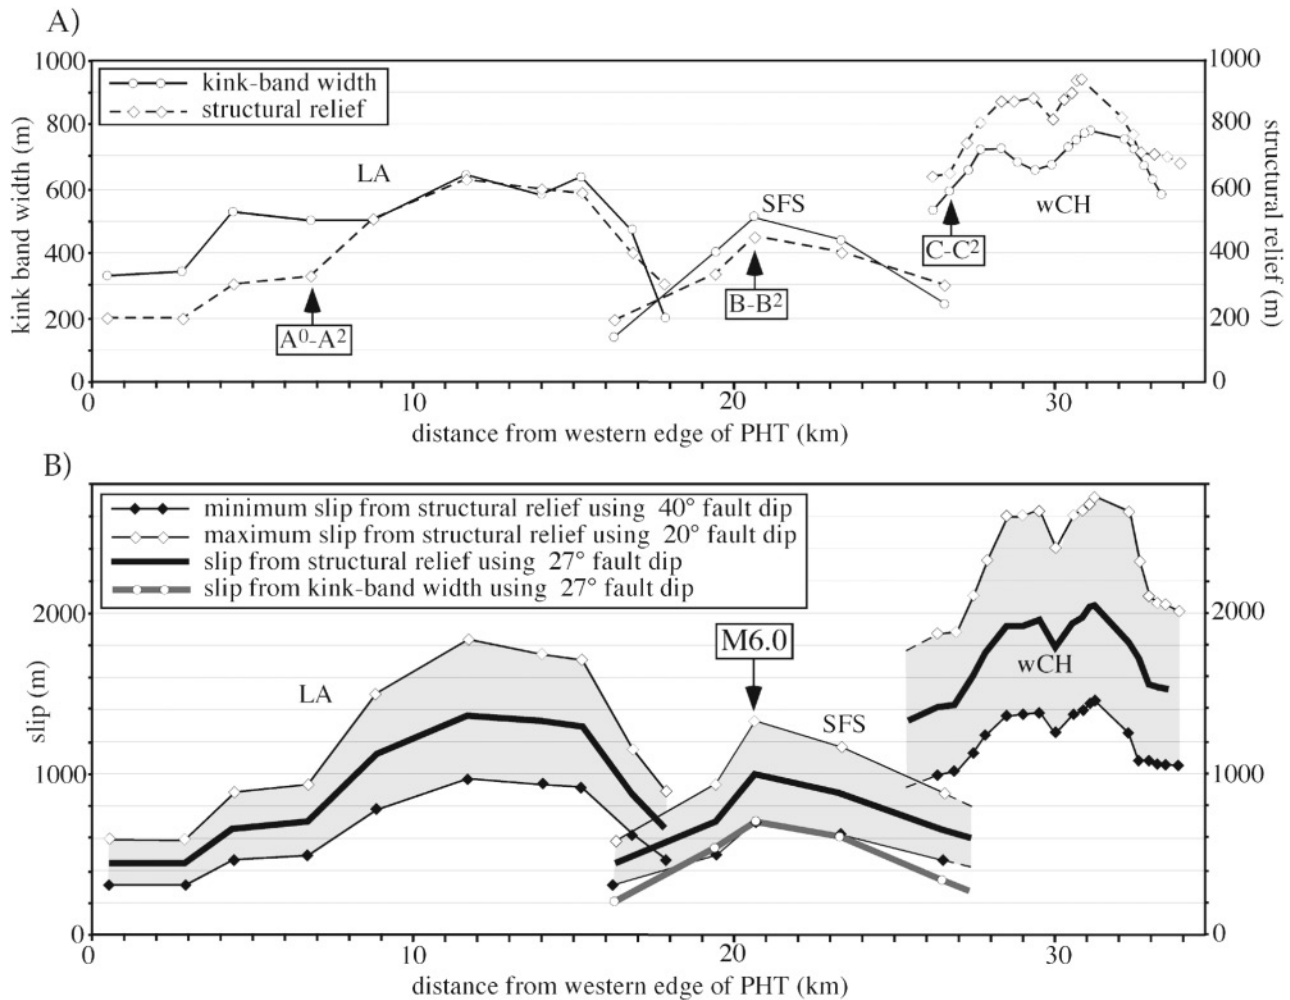 A)
1000
800
600
400
200
0
kink band width (m)
kink-band width
structural relief
LA
SFS
wCH
A⁰-A²
B-B²
C-C²
1000
800
600
400
200
0
structural relief (m)
0 10 20 30
distance from western edge of PHT (km)
B)
minimum slip from structural relief using 40° fault dip
maximum slip from structural relief using 20° fault dip
slip from structural relief using 27° fault dip
slip from kink-band width using 27° fault dip
2000
1000
0
slip (m)
LA
M6.0
SFS
wCH
2000
1000
0
0 10 20 30
distance from western edge of PHT (km)